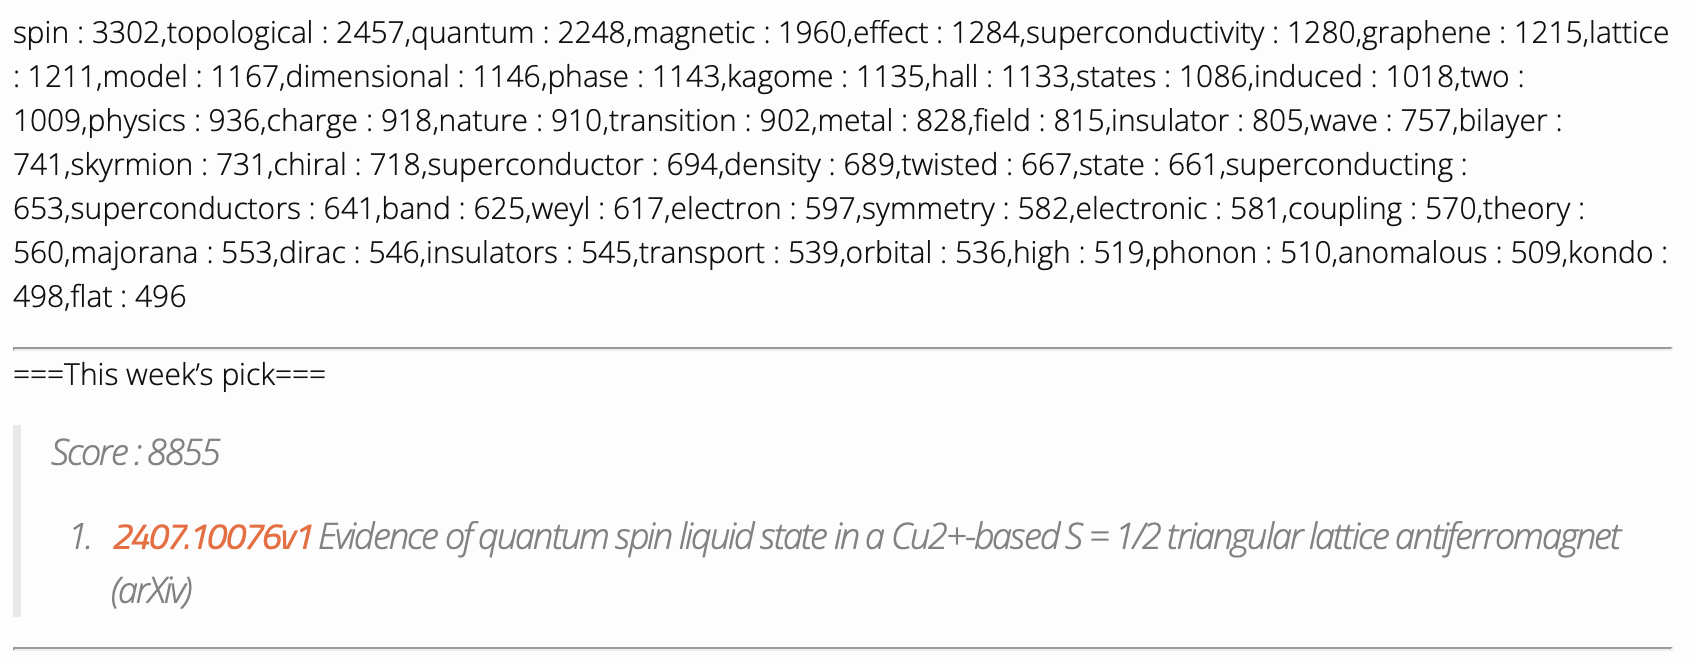 spin : 3302,topological : 2457,quantum : 2248,magnetic : 1960,effect : 1284,superconductivity : 1280,graphene : 1215,lattice
: 1211,model : 1167,dimensional : 1146,phase : 1143,kagome : 1135,hall : 1133,states : 1086,induced : 1018,two :
1009,physics : 936,charge : 918,nature : 910,transition : 902,metal : 828,field : 815,insulator : 805,wave : 757,bilayer :
741,skyrmion : 731,chiral : 718,superconductor : 694,density : 689,twisted : 667,state : 661,superconducting :
653,superconductors : 641,band : 625,weyl : 617,electron : 597,symmetry : 582,electronic : 581,coupling : 570,theory :
560,majorana : 553,dirac : 546,insulators : 545,transport : 539,orbital : 536,high : 519,phonon : 510,anomalous : 509,kondo :
498,flat : 496
===This week’s pick===
Score : 8855
1. 2407.10076v1 Evidence of quantum spin liquid state in a Cu2+-based S = 1/2 triangular lattice antiferromagnet
(arXiv)